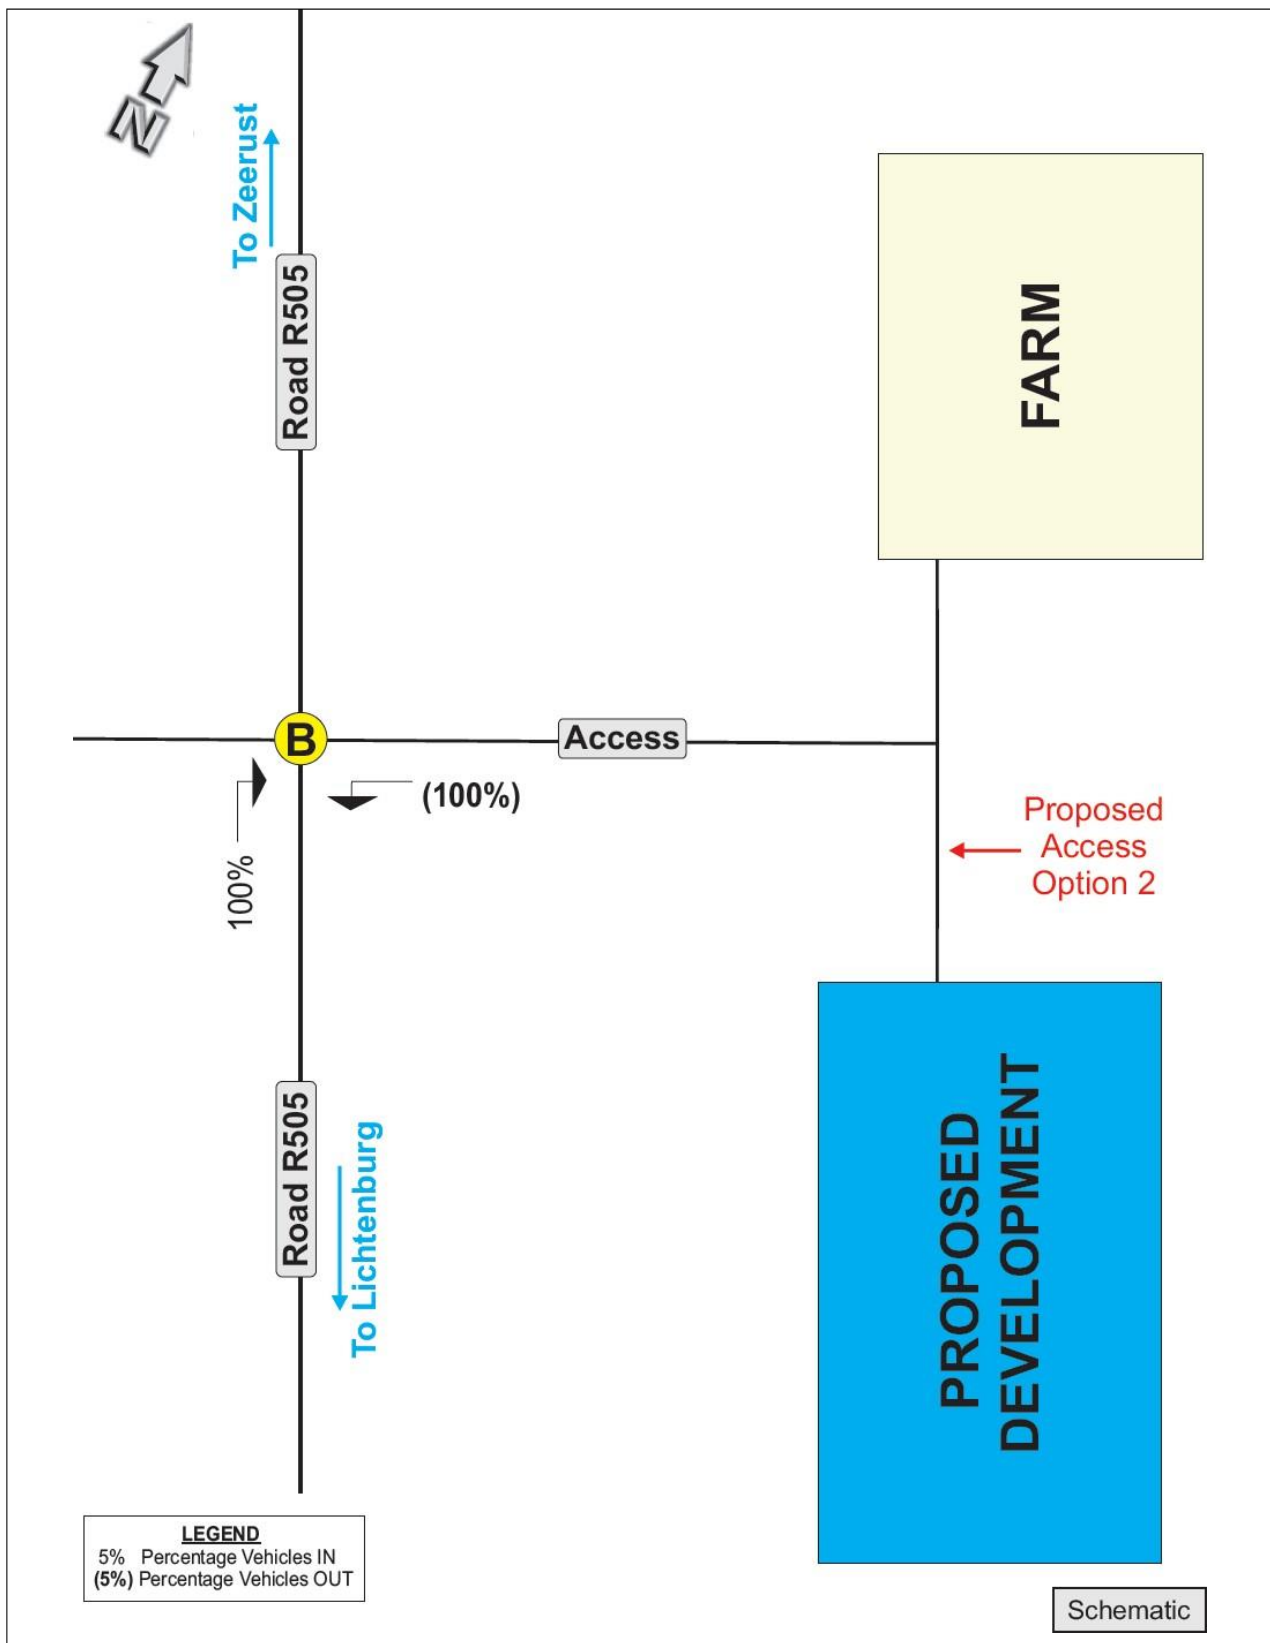 N
To Zeerust
Road R505
FARM
B
Access
(100%)
100%
Proposed
Access
Option 2
Road R505
To Lichtenburg
PROPOSED
DEVELOPMENT
LEGEND
5% Percentage Vehicles IN
(5%) Percentage Vehicles OUT
Schematic